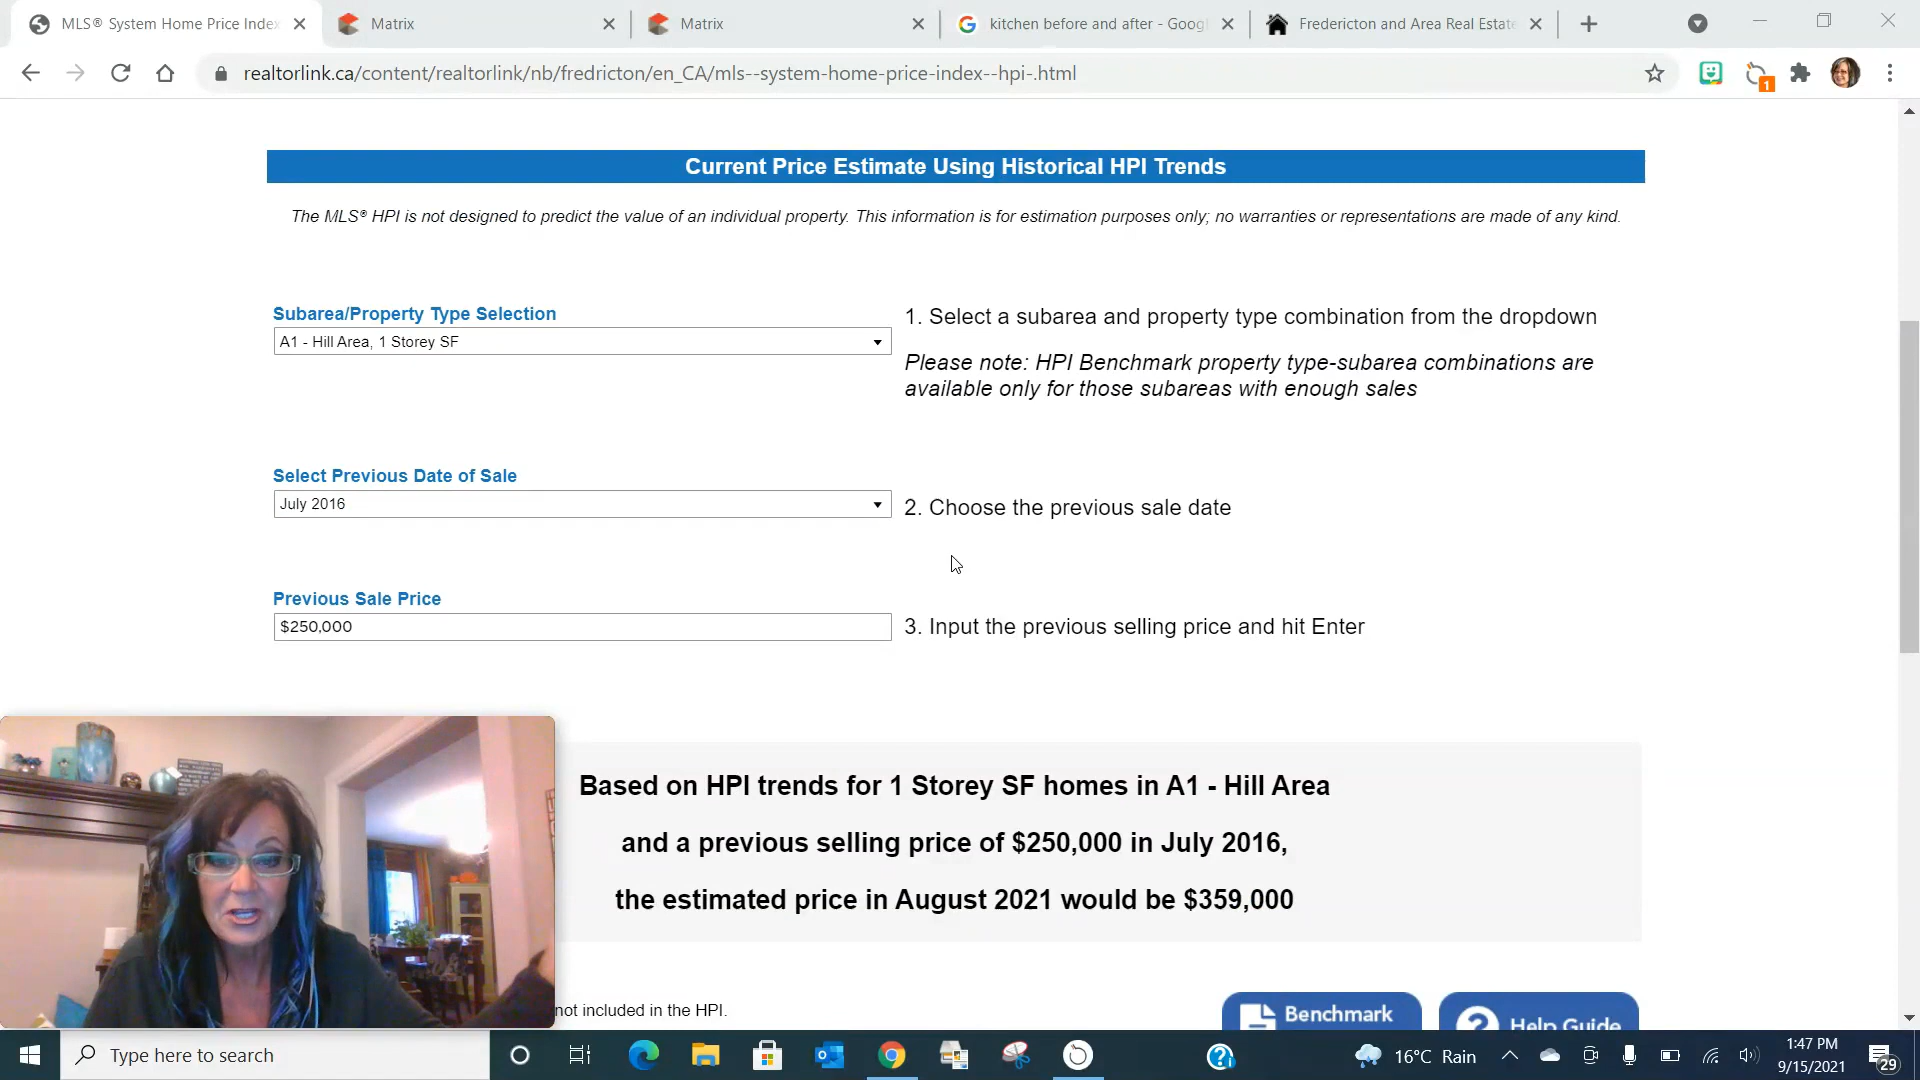 MLS® System Home Price Index
Matrix
Matrix
kitchen before and after - Goog
Fredericton and Area Real Estate
realtorlink.ca/content/realtorlink/nb/fredricton/en_CA/mls--system-home-price-index--hpi-.html
1
Current Price Estimate Using Historical HPI Trends
The MLS® HPI is not designed to predict the value of an individual property. This information is for estimation purposes only; no warranties or representations are made of any kind.
Subarea/Property Type Selection
A1 - Hill Area, 1 Storey SF
1. Select a subarea and property type combination from the dropdown
Please note: HPI Benchmark property type-subarea combinations are
available only for those subareas with enough sales
Select Previous Date of Sale
July 2016
2. Choose the previous sale date
Previous Sale Price
$250,000
3. Input the previous selling price and hit Enter
Based on HPI trends for 1 Storey SF homes in A1 - Hill Area
and a previous selling price of $250,000 in July 2016,
the estimated price in August 2021 would be $359,000
not included in the HPI.
Benchmark
Help Guide
Type here to search
16°C Rain
1:47 PM
9/15/2021
29